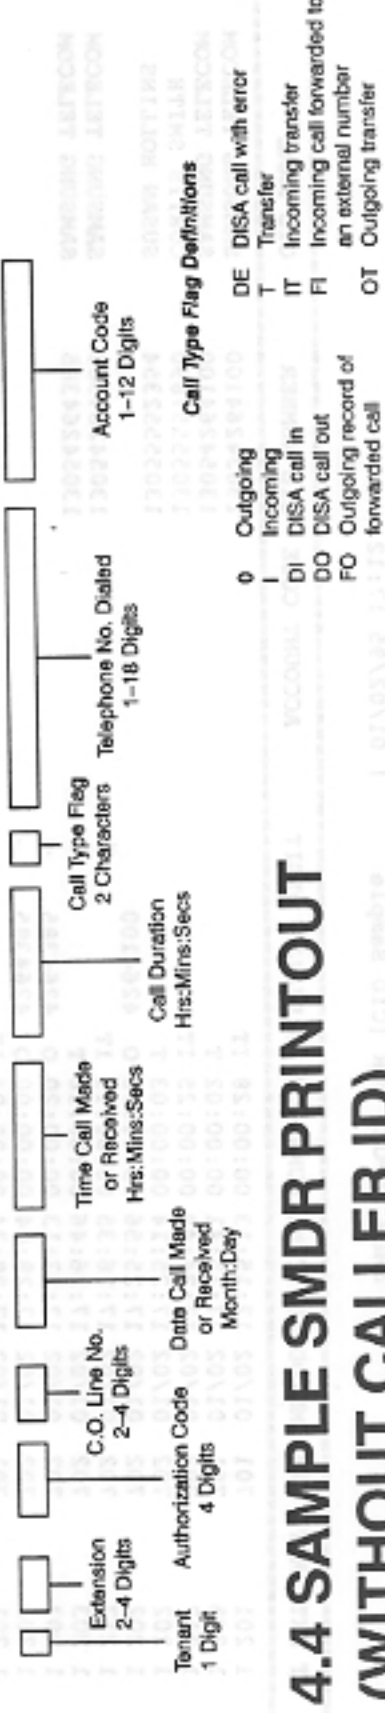 Tenant
1 Digit
Extension
2–4 Digits
Authorization Code
4 Digits
C.O. Line No.
2–4 Digits
Date Call Made
or Received
Month:Day
Time Call Made
or Received
Hrs:Mins:Secs
Call Duration
Hrs:Mins:Secs
Call Type Flag
2 Characters
Telephone No. Dialed
1–18 Digits
Account Code
1–12 Digits
Call Type Flag Definitions
O Outgoing
I Incoming
DI DISA call in
DO DISA call out
FO Outgoing record of
forwarded call
DE DISA call with error
T Transfer
IT Incoming transfer
FI Incoming call forwarded to
an external number
OT Outgoing transfer
4.4 SAMPLE SMDR PRINTOUT
(WITHOUT CALLER ID)